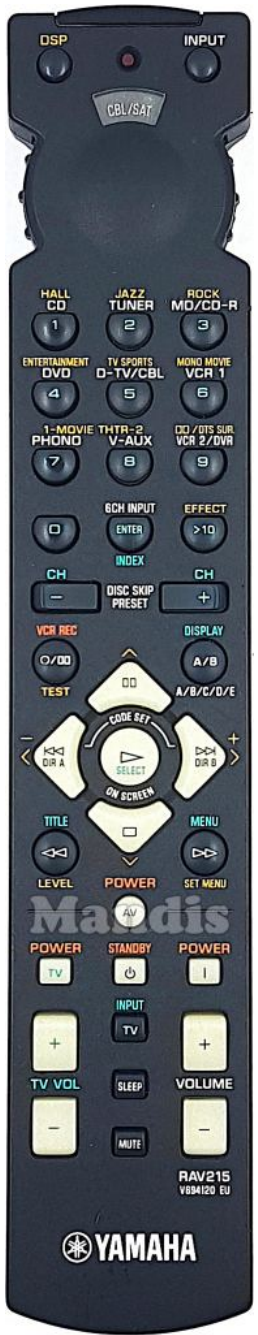 DSP INPUT
CBL/SAT
HALL JAZZ ROCK
CD TUNER MD/CD-R
1 2 3
ENTERTAINMENT TV SPORTS MONO MOVIE
DVD D-TV/CBL VCR 1
4 5 6
1-MOVIE THTR-2 /DTS SUR.
PHONO V-AUX VCR 2/DVR
7 8 9
6CH INPUT EFFECT
0 ENTER >10
INDEX
CH CH
- DISC SKIP +
PRESET
VCR REC DISPLAY
A/B
TEST A/B/C/D/E
CODE SET
- +
DIR A SELECT DIR B
ON SCREEN
TITLE MENU
LEVEL POWER SET MENU
AV
Mandis
POWER STANDBY POWER
TV I
INPUT
+ TV +
TV VOL SLEEP VOLUME
- MUTE -
RAV215
V894120 EU
YAMAHA